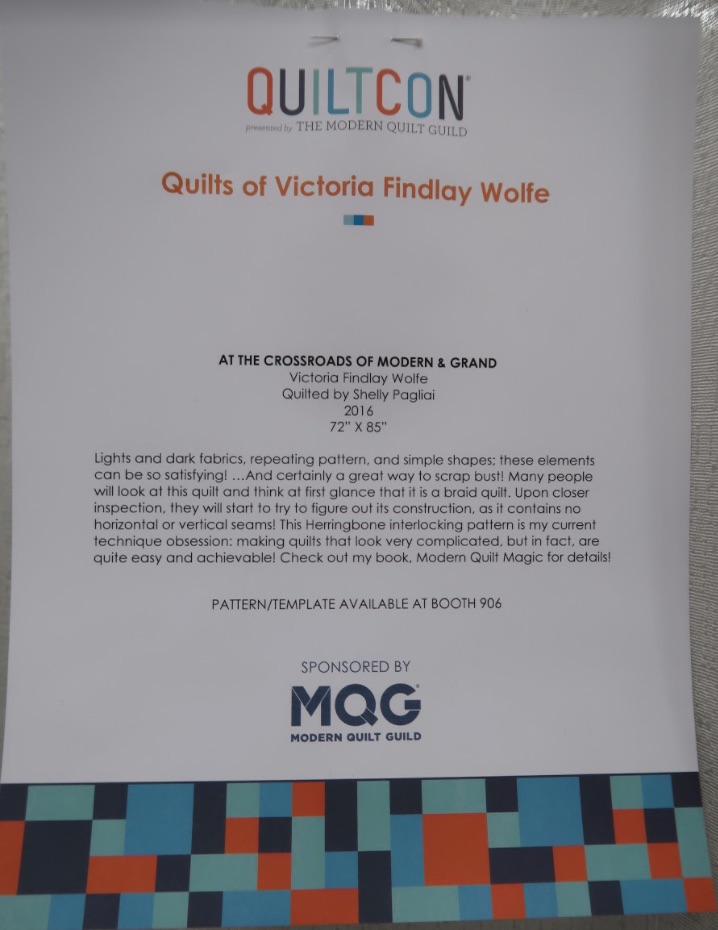 QUILTCON®
presented by THE MODERN QUILT GUILD
Quilts of Victoria Findlay Wolfe
AT THE CROSSROADS OF MODERN & GRAND
Victoria Findlay Wolfe
Quilted by Shelly Pagliai
2016
72” X 85”
Lights and dark fabrics, repeating pattern, and simple shapes; these elements
can be so satisfying! …And certainly a great way to scrap bust! Many people
will look at this quilt and think at first glance that it is a braid quilt. Upon closer
inspection, they will start to try to figure out its construction, as it contains no
horizontal or vertical seams! This Herringbone interlocking pattern is my current
technique obsession: making quilts that look very complicated, but in fact, are
quite easy and achievable! Check out my book, Modern Quilt Magic for details!
PATTERN/TEMPLATE AVAILABLE AT BOOTH 906
SPONSORED BY
MQG®
MODERN QUILT GUILD